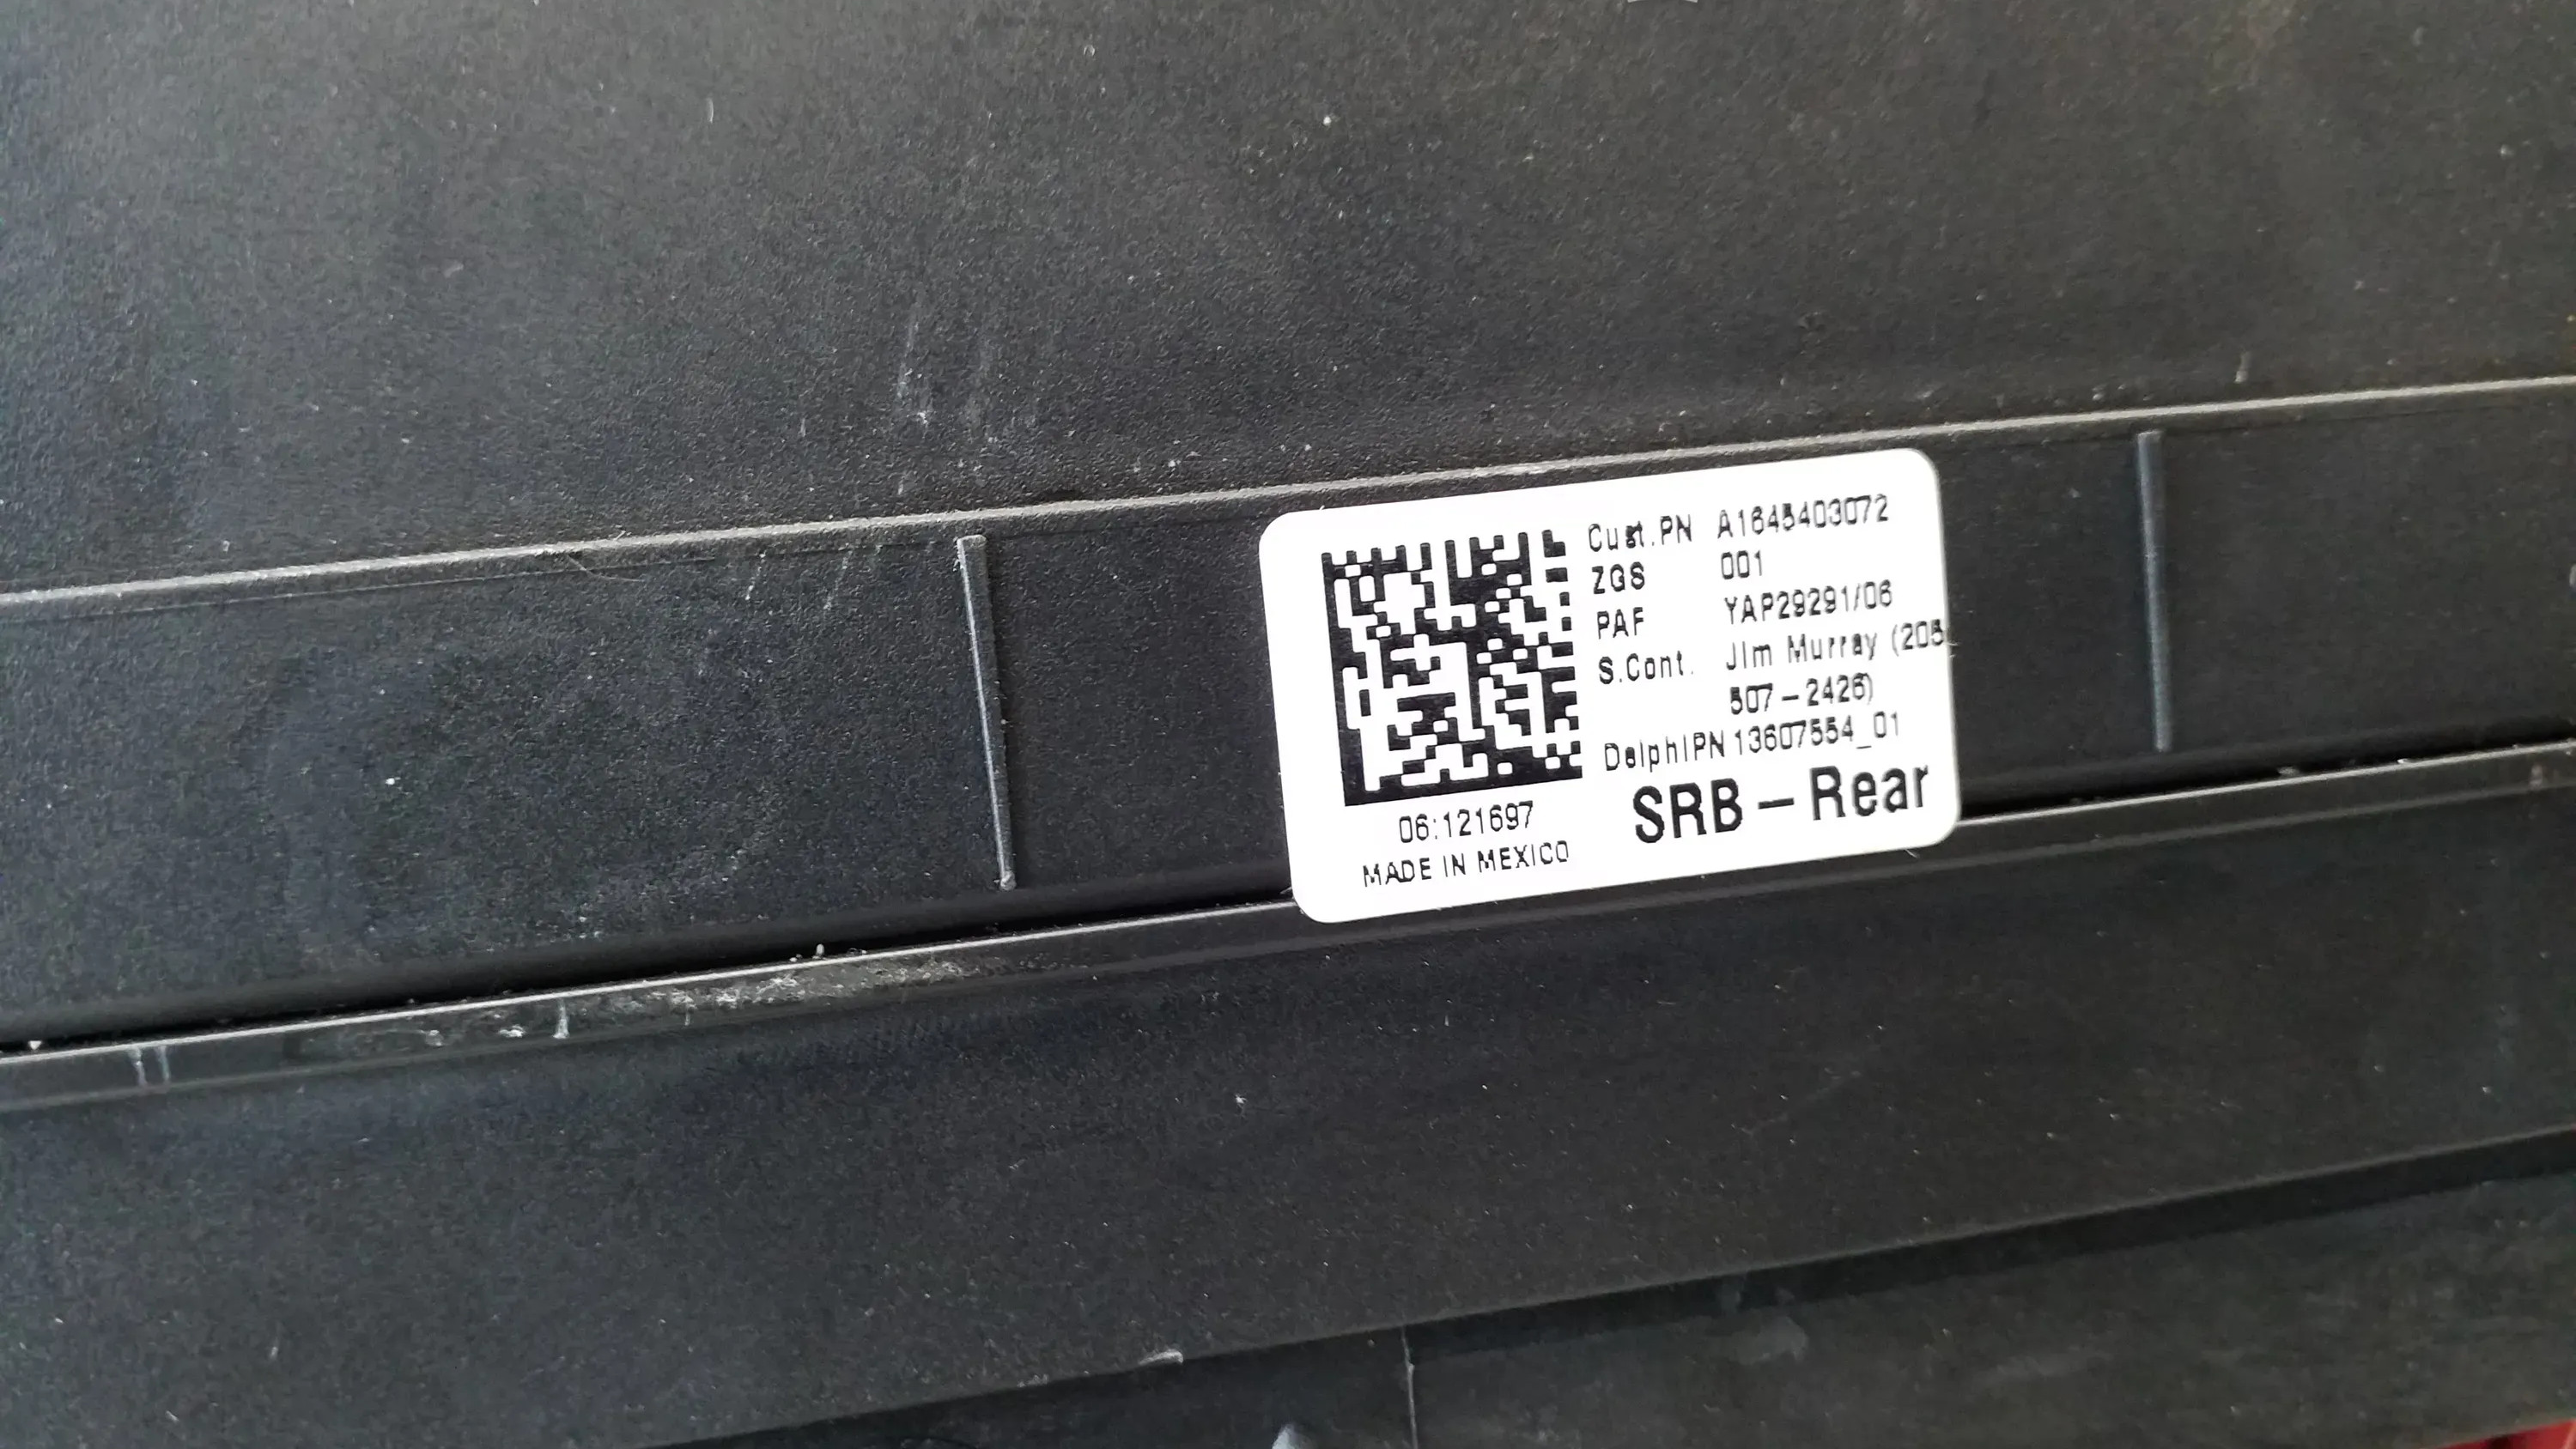 Cust.PN A1645403072
ZGS 001
PAF YAP29291/06
S.Cont. Jim Murray (205
507-2426)
DelphiPN 13607554_01
SRB-Rear
06:121697
MADE IN MEXICO